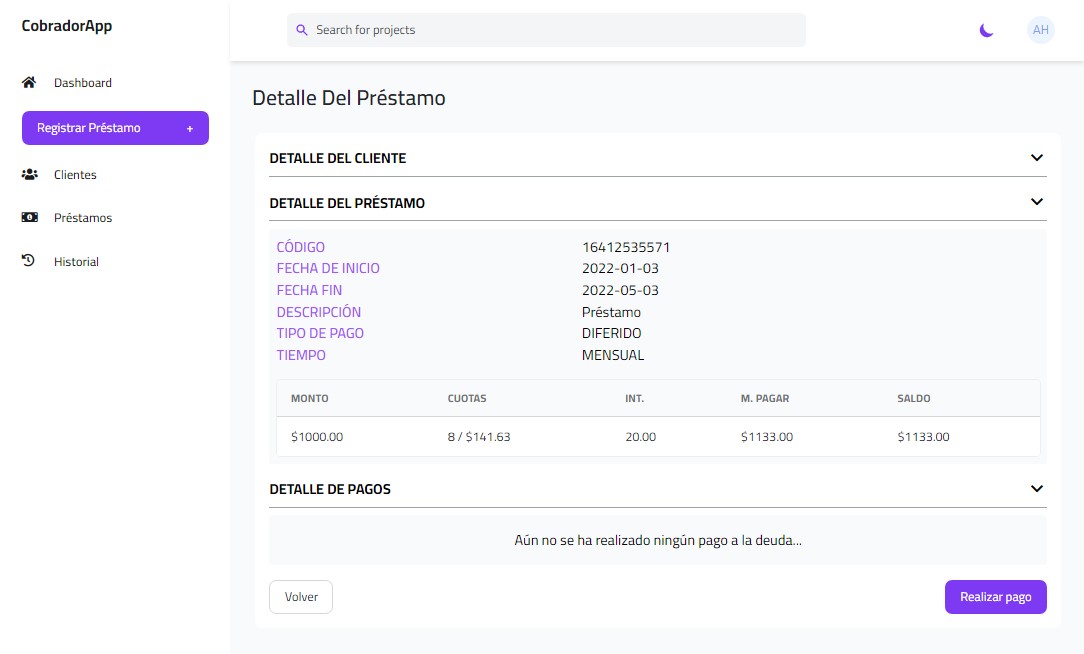 CobradorApp
Search for projects
AH
Dashboard
Registrar Préstamo +
Clientes
Préstamos
Historial
Detalle Del Préstamo
DETALLE DEL CLIENTE
DETALLE DEL PRÉSTAMO
CÓDIGO 16412535571
FECHA DE INICIO 2022-01-03
FECHA FIN 2022-05-03
DESCRIPCIÓN Préstamo
TIPO DE PAGO DIFERIDO
TIEMPO MENSUAL
MONTO CUOTAS INT. M. PAGAR SALDO
$1000.00 8 / $141.63 20.00 $1133.00 $1133.00
DETALLE DE PAGOS
Aún no se ha realizado ningún pago a la deuda...
Volver
Realizar pago